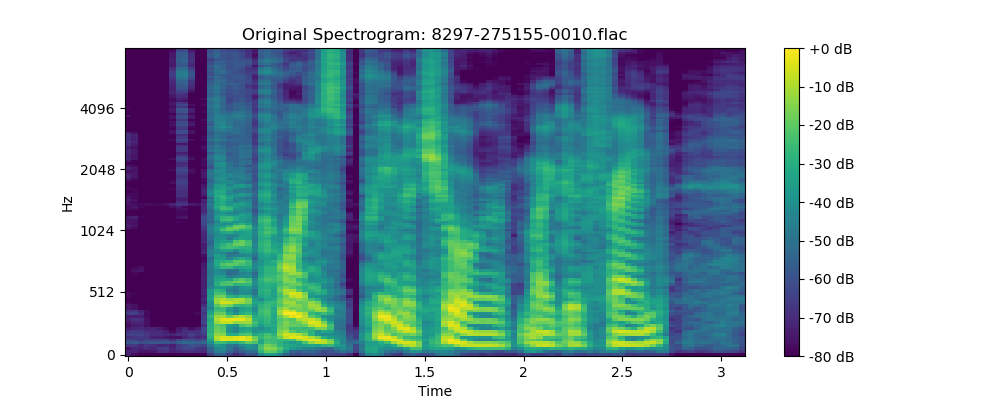 Original Spectrogram: 8297-275155-0010.flac
+0 dB
-10 dB
-20 dB
-30 dB
-40 dB
-50 dB
-60 dB
-70 dB
-80 dB
Hz
4096
2048
1024
512
0
0 0.5 1 1.5 2 2.5 3
Time